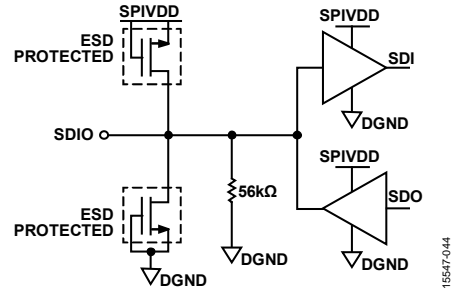 SPIVDD
ESD
PROTECTED
SPIVDD
SDI
DGND
SDIO
SPIVDD
56kΩ
SDO
ESD
PROTECTED
DGND
DGND
DGND
15547-044